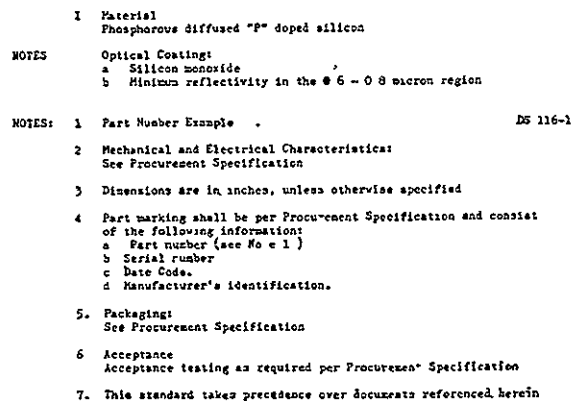 I Material
Phosphorous diffused "P" doped silicon
NOTES Optical Coating:
a Silicon monoxide
b Minimum reflectivity in the 0 6 - 0 8 micron region
NOTES: 1 Part Number Example . DS 116-1
2 Mechanical and Electrical Characteristics:
See Procurement Specification
3 Dimensions are in inches, unless otherwise specified
4 Part marking shall be per Procurement Specification and consist
of the following information:
a Part number (see No e 1 )
b Serial number
c Date Code.
d Manufacturer's identification.
5. Packaging:
See Procurement Specification
6 Acceptance
Acceptance testing as required per Procurement Specification
7. This standard takes precedence over documents referenced herein